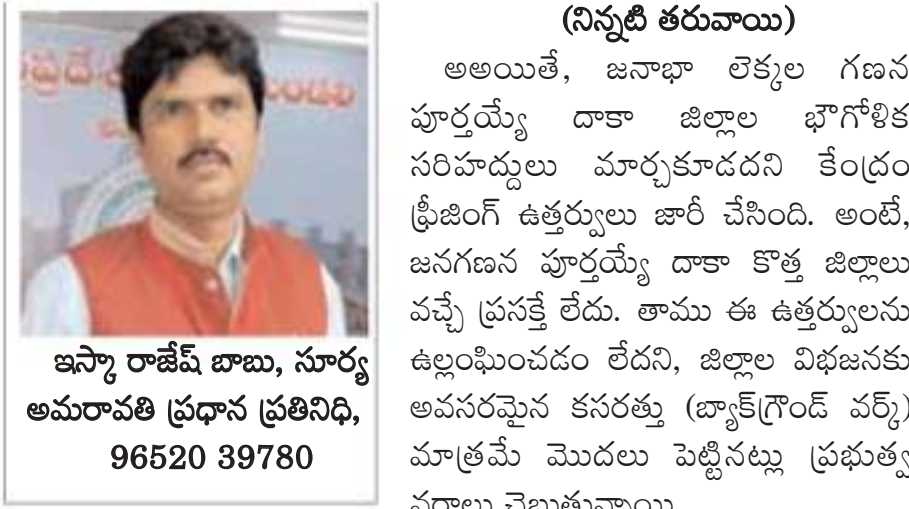 ఇస్కా రాజేష్ బాబు, సూర్య
అమరావతి ప్రధాన ప్రతినిధి,
96520 39780
(నిన్నటి తరువాయి)
అఅయితే, జనాభా లెక్కల గణన
పూర్తయ్యే దాకా జిల్లాల భౌగోళిక
సరిహద్దులు మార్చకూడదని కేంద్రం
ఫ్రీజింగ్ ఉత్తర్వులు జారీ చేసింది. అంటే,
జనగణన పూర్తయ్యే దాకా కొత్త జిల్లాలు
వచ్చే ప్రసక్తే లేదు. తాము ఈ ఉత్తర్వులను
ఉల్లంఘించడం లేదని, జిల్లాల విభజనకు
అవసరమైన కసరత్తు (బ్యాక్‌గ్రౌండ్ వర్క్)
మాత్రమే మొదలు పెట్టినట్లు ప్రభుత్వ